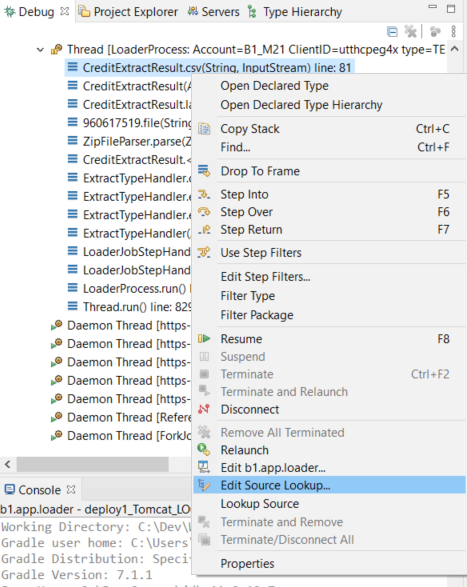 Debug Project Explorer Servers Type Hierarchy
Thread [LoaderProcess: Account=B1_M21 ClientID=utthcpeg4x type=TE
CreditExtractResult.csv(String, InputStream) line: 81
CreditExtractResult(
CreditExtractResult.la
960617519.file(String
ZipFileParser.parse(Z
CreditExtractResult.<
ExtractTypeHandler.
ExtractTypeHandler.e
ExtractTypeHandler.e
ExtractTypeHandler(
LoaderJobStepHand
LoaderJobStepHand
LoaderProcess.run() l
Thread.run() line: 829
Daemon Thread [https-
Daemon Thread [https-
Daemon Thread [https-
Daemon Thread [https-
Daemon Thread [https-
Daemon Thread [Refere
Daemon Thread [ForkJo
Open Declared Type
Open Declared Type Hierarchy
Copy Stack Ctrl+C
Find... Ctrl+F
Drop To Frame
Step Into F5
Step Over F6
Step Return F7
Use Step Filters
Edit Step Filters...
Filter Type
Filter Package
Resume F8
Suspend
Terminate Ctrl+F2
Terminate and Relaunch
Disconnect
Remove All Terminated
Relaunch
Edit b1.app.loader...
Edit Source Lookup...
Lookup Source
Terminate and Remove
Terminate/Disconnect All
Properties
Console
b1.app.loader - deploy1_Tomcat_LO
Working Directory: C:\Dev\
Gradle user home: C:\Users
Gradle Distribution: Speci
Gradle Version: 7.1.1